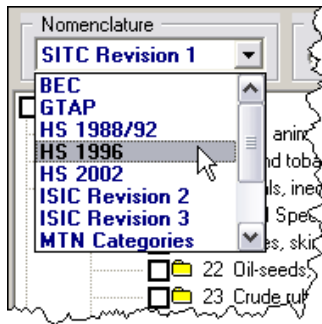 Nomenclature
SITC Revision 1
BEC
GTAP
HS 1988/92
HS 1996
HS 2002
ISIC Revision 2
ISIC Revision 3
MTN Categories
22 Oil-seeds,
23 Crude